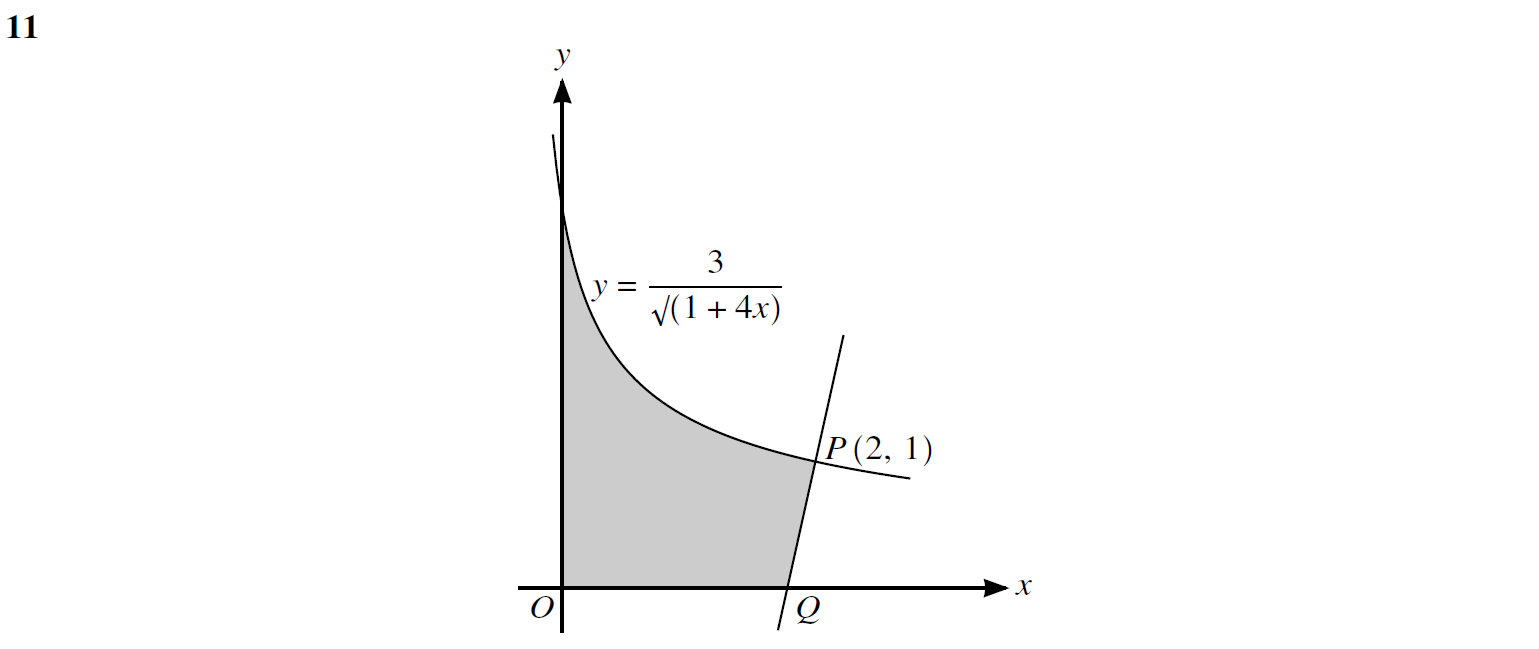 11
y
y = 3/√(1 + 4x)
P (2, 1)
O
Q
x